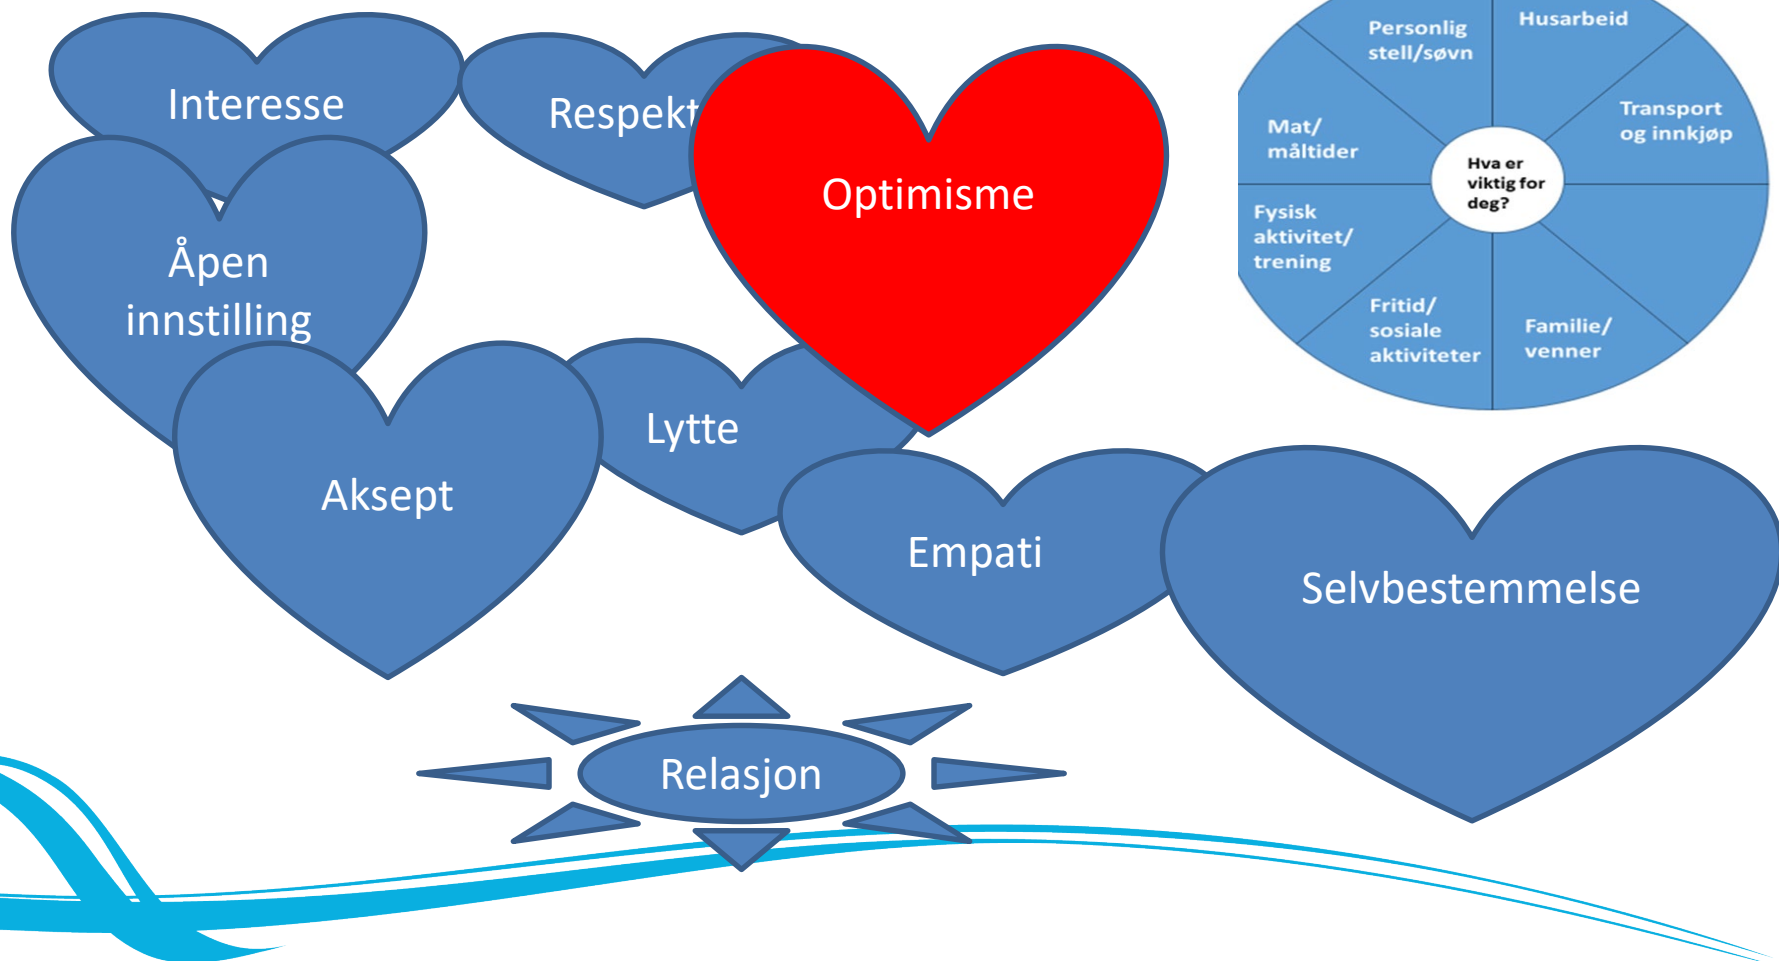 Interesse
Respekt
Optimisme
Åpen
innstilling
Aksept
Lytte
Empati
Selvbestemmelse
Relasjon
Personlig
stell/søvn
Husarbeid
Transport
og innkjøp
Mat/
måltider
Hva er
viktig for
deg?
Fysisk
aktivitet/
trening
Fritid/
sosiale
aktiviteter
Familie/
venner